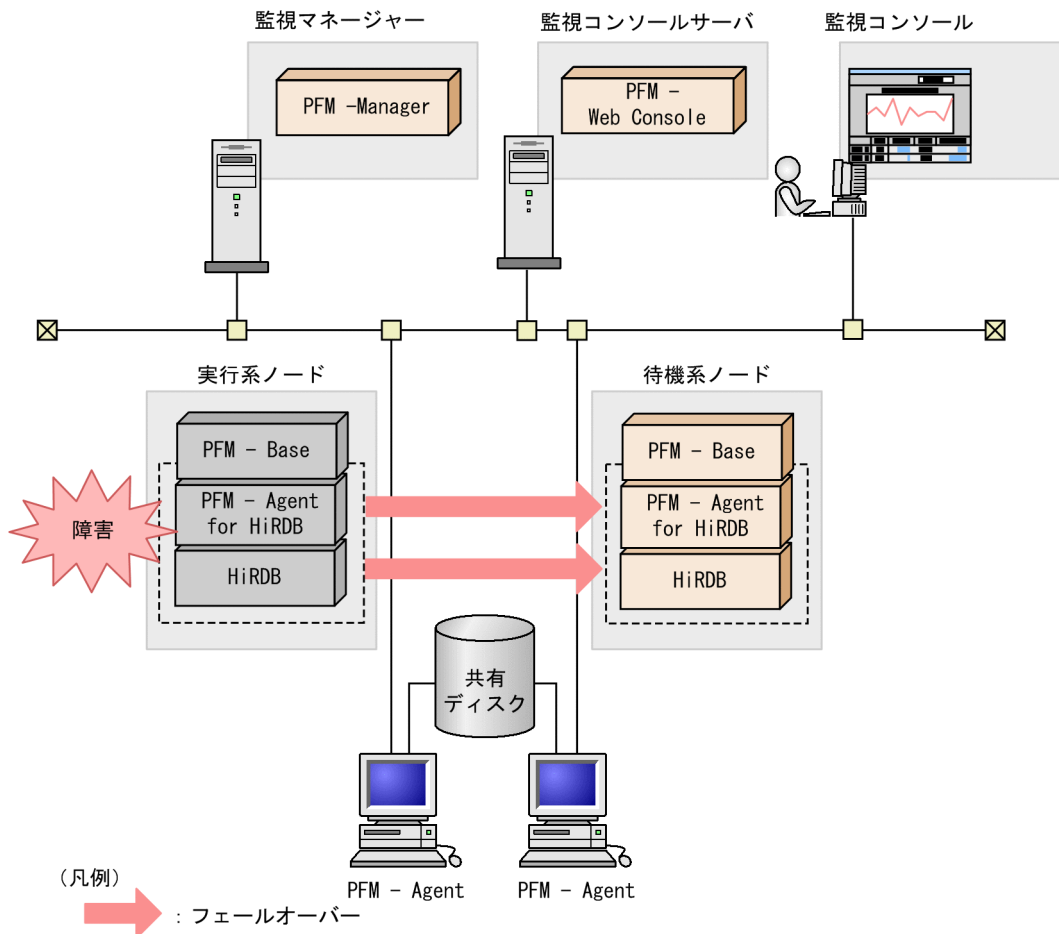 監視マネージャー
監視コンソールサーバ
監視コンソール
PFM -Manager
PFM -
Web Console
実行系ノード
待機系ノード
PFM - Base
PFM - Agent
for HiRDB
HiRDB
障害
PFM - Base
PFM - Agent
for HiRDB
HiRDB
共有
ディスク
PFM - Agent
PFM - Agent
(凡例)
: フェールオーバー